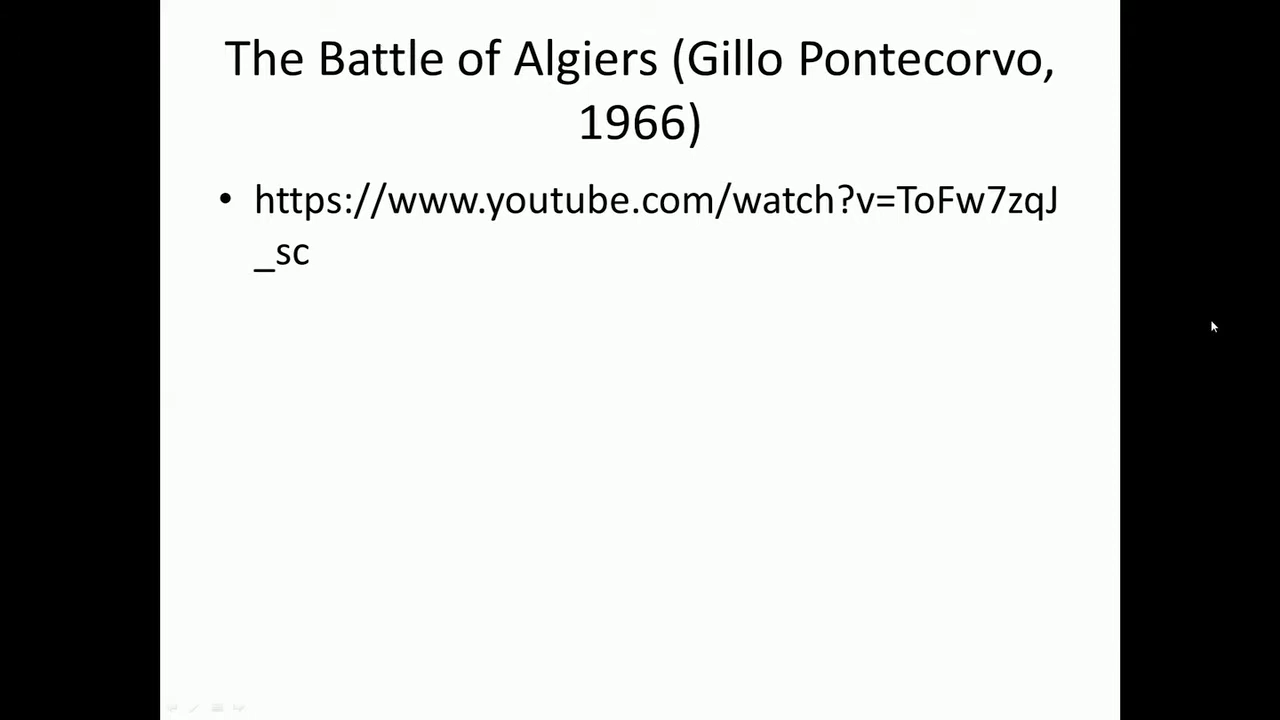 The Battle of Algiers (Gillo Pontecorvo,
1966)
• https://www.youtube.com/watch?v=ToFw7zqJ
_sc